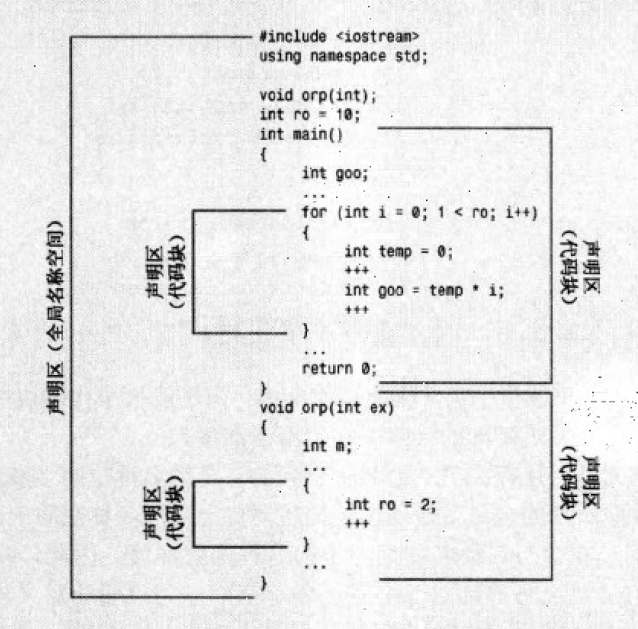 #include <iostream>
using namespace std;
void orp(int);
int ro = 10;
int main()
{
int goo;
...
for (int i = 0; 1 < ro; i++)
{
int temp = 0;
+++
int goo = temp * i;
+++
}
...
return 0;
}
void orp(int ex)
{
int m;
...
{
int ro = 2;
+++
}
...
}
声明区（全局名称空间）
声明区
（代码块）
声明区
（代码块）
声明区
（代码块）
声明区
（代码块）